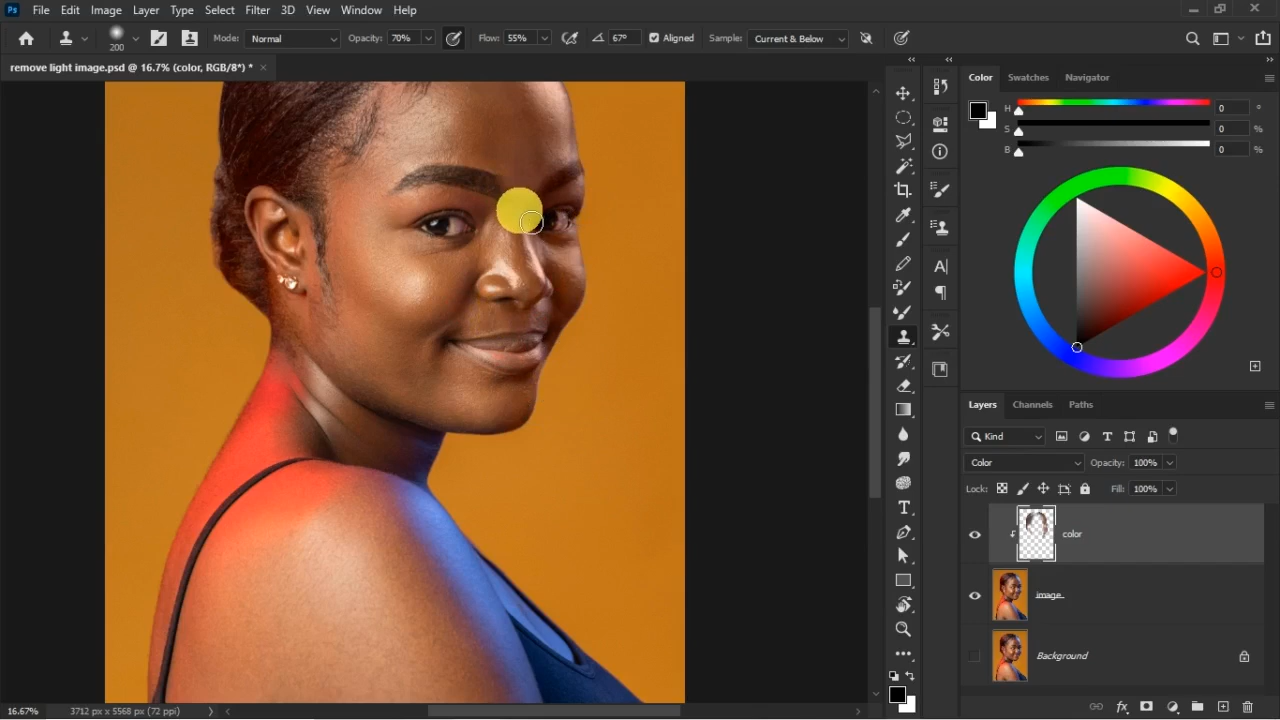 Ps File Edit Image Layer Type Select Filter 3D View Window Help
200 Mode: Normal Opacity: 70% Flow: 55% 67° Aligned Sample: Current & Below
remove light image.psd @ 16.7% (color, RGB/8*) * ×
Color Swatches Navigator
H 0 °
S 0 %
B 0 %
Layers Channels Paths
Kind
Color Opacity: 100%
Lock: Fill: 100%
color
image
Background
16.67% 3712 px x 5568 px (72 ppi)